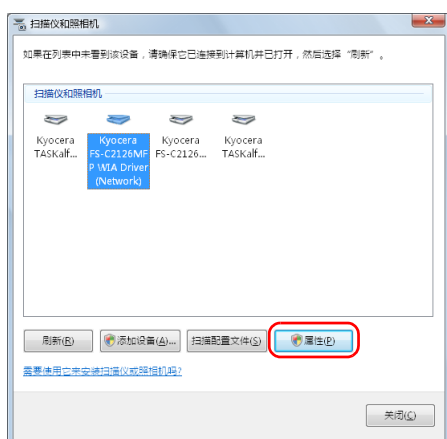 扫描仪和照相机
如果在列表中未看到该设备，请确保它已连接到计算机并已打开，然后选择“刷新”。
扫描仪和照相机
Kyocera TASKalf...
Kyocera FS-C2126MFP WIA Driver (Network)
Kyocera FS-C2126...
Kyocera TASKalf...
刷新(R) 添加设备(A)... 扫描配置文件(S) 属性(P)
需要使用它来安装扫描仪或照相机吗?
关闭(C)